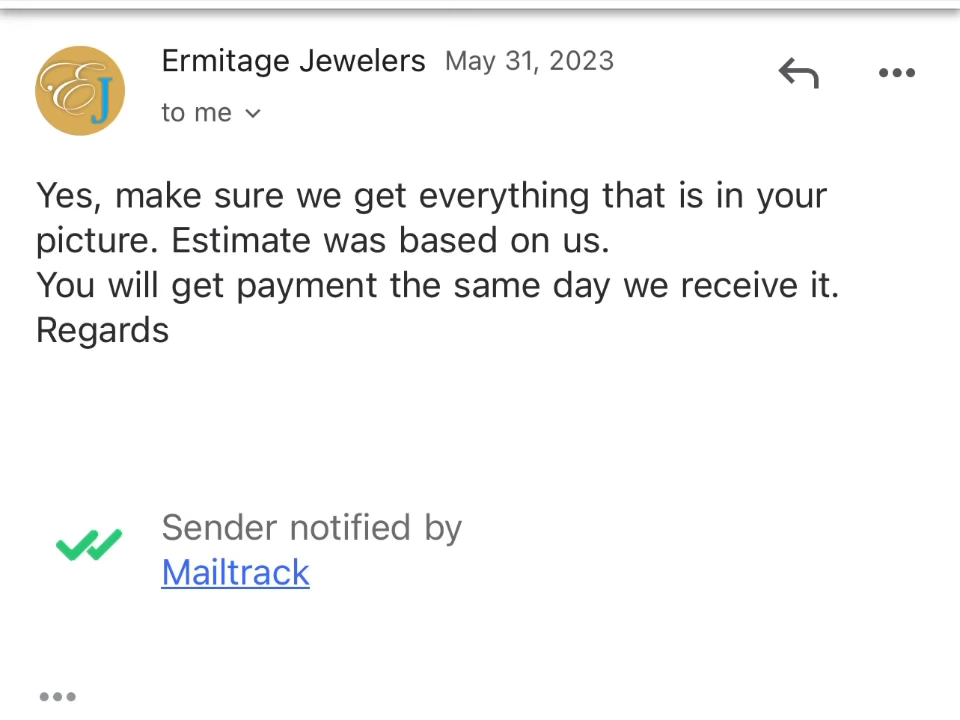 Ermitage Jewelers May 31, 2023
to me
EJ
Yes, make sure we get everything that is in your
picture. Estimate was based on us.
You will get payment the same day we receive it.
Regards
Sender notified by
Mailtrack